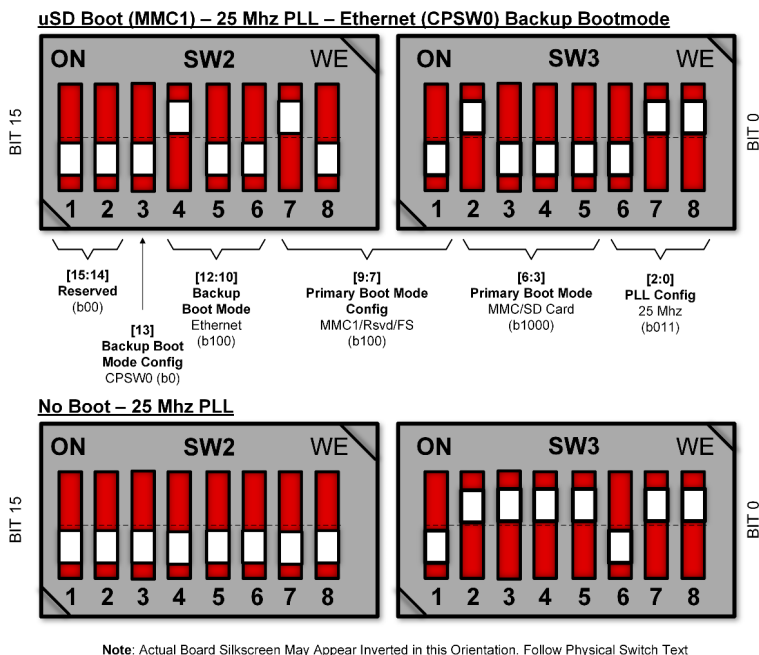 uSD Boot (MMC1) – 25 Mhz PLL – Ethernet (CPSW0) Backup Bootmode
ON SW2 WE
ON SW3 WE
BIT 15
BIT 0
1 2 3 4 5 6 7 8
1 2 3 4 5 6 7 8
[15:14]
Reserved
(b00)
[13]
Backup Boot
Mode Config
CPSW0 (b0)
[12:10]
Backup
Boot Mode
Ethernet
(b100)
[9:7]
Primary Boot Mode
Config
MMC1/Rsvd/FS
(b100)
[6:3]
Primary Boot Mode
MMC/SD Card
(b1000)
[2:0]
PLL Config
25 Mhz
(b011)
No Boot – 25 Mhz PLL
ON SW2 WE
ON SW3 WE
BIT 15
BIT 0
1 2 3 4 5 6 7 8
1 2 3 4 5 6 7 8
Note: Actual Board Silkscreen May Appear Inverted in this Orientation. Follow Physical Switch Text